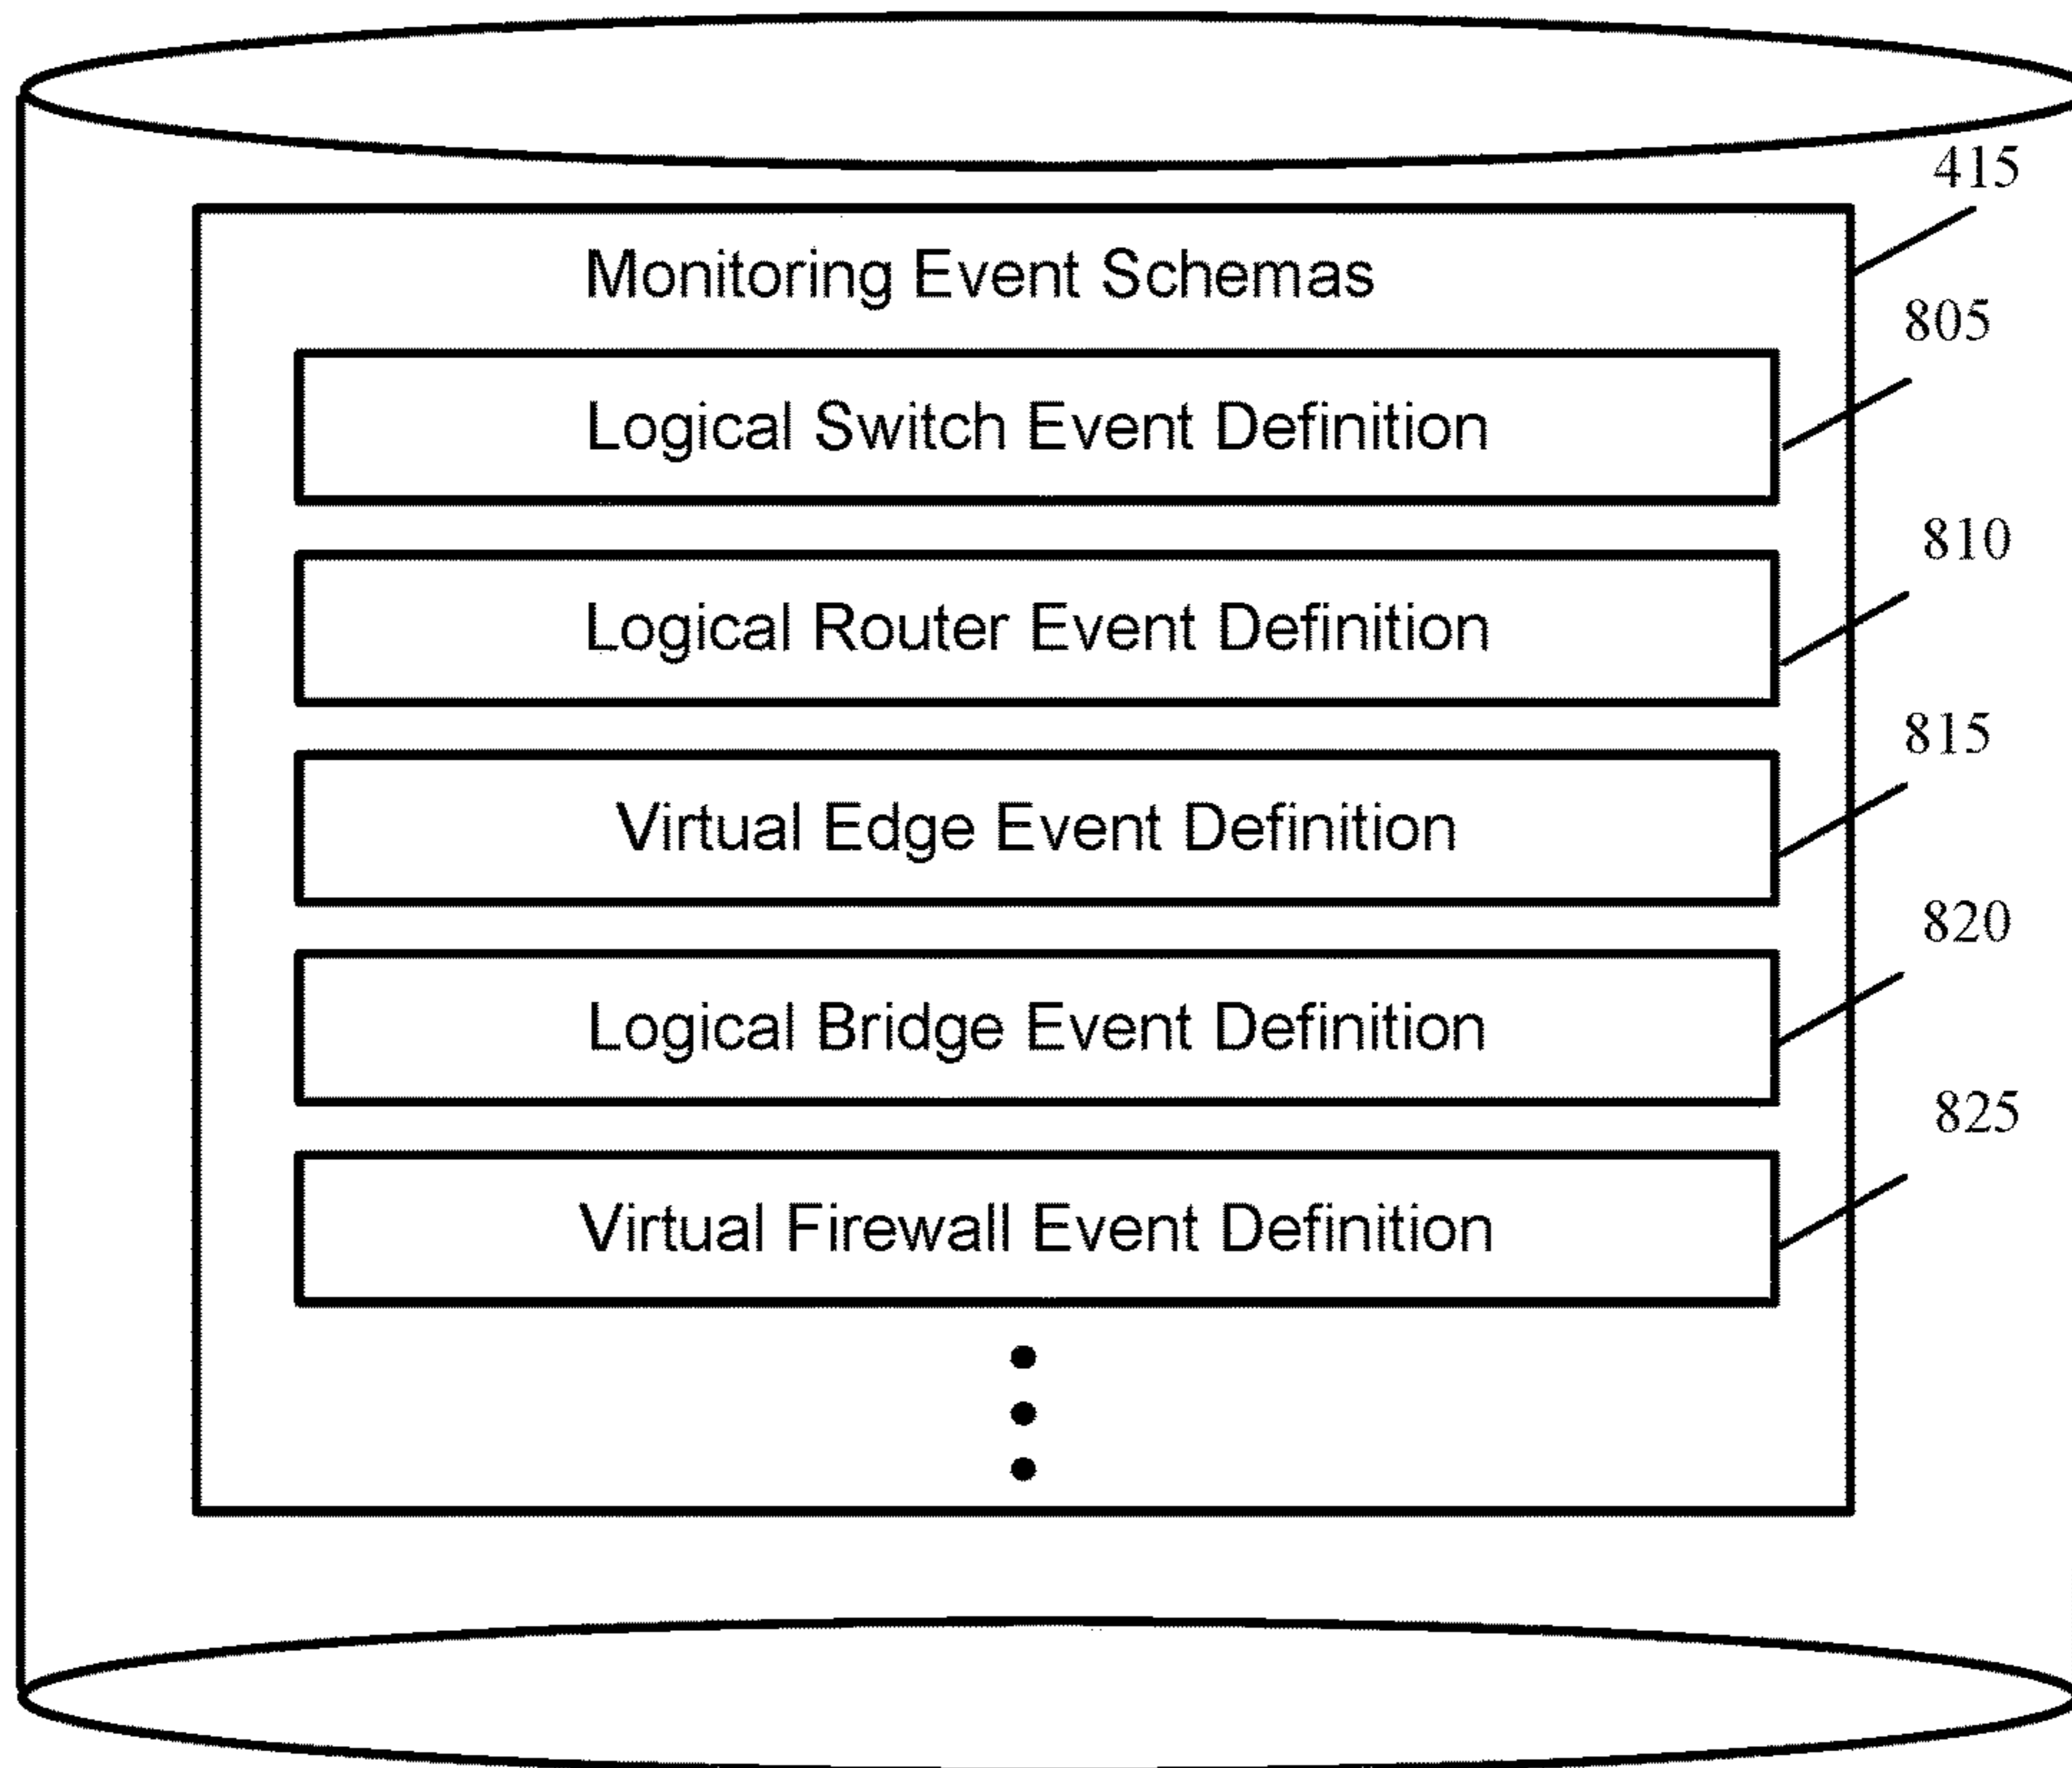 415
Monitoring Event Schemas
805
Logical Switch Event Definition
810
Logical Router Event Definition
815
Virtual Edge Event Definition
820
Logical Bridge Event Definition
825
Virtual Firewall Event Definition